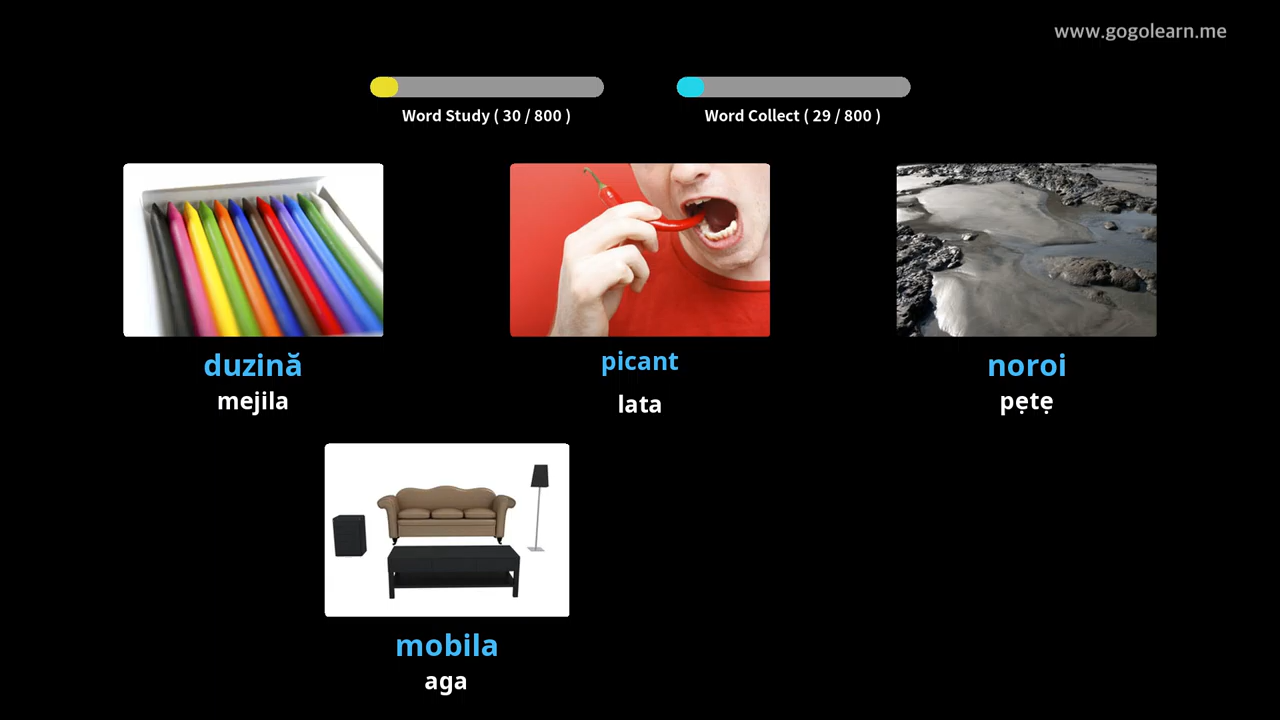 www.gogolearn.me
Word Study ( 30 / 800 )
Word Collect ( 29 / 800 )
duzină
mejila
picant
lata
noroi
pẹtẹ
mobila
aga